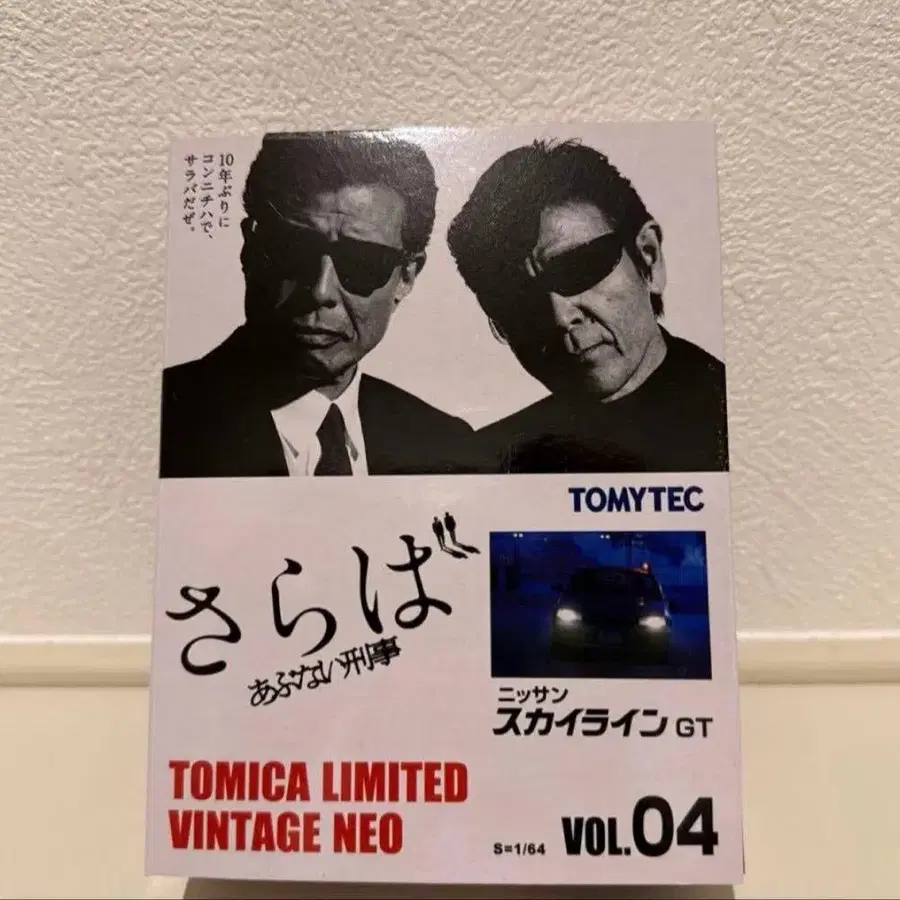 10年ぶりに
コンニチハで、
サラバだぜ。
TOMYTEC
さらば
あぶない刑事
ニッサン
スカイライン GT
TOMICA LIMITED
VINTAGE NEO
S=1/64
VOL.04